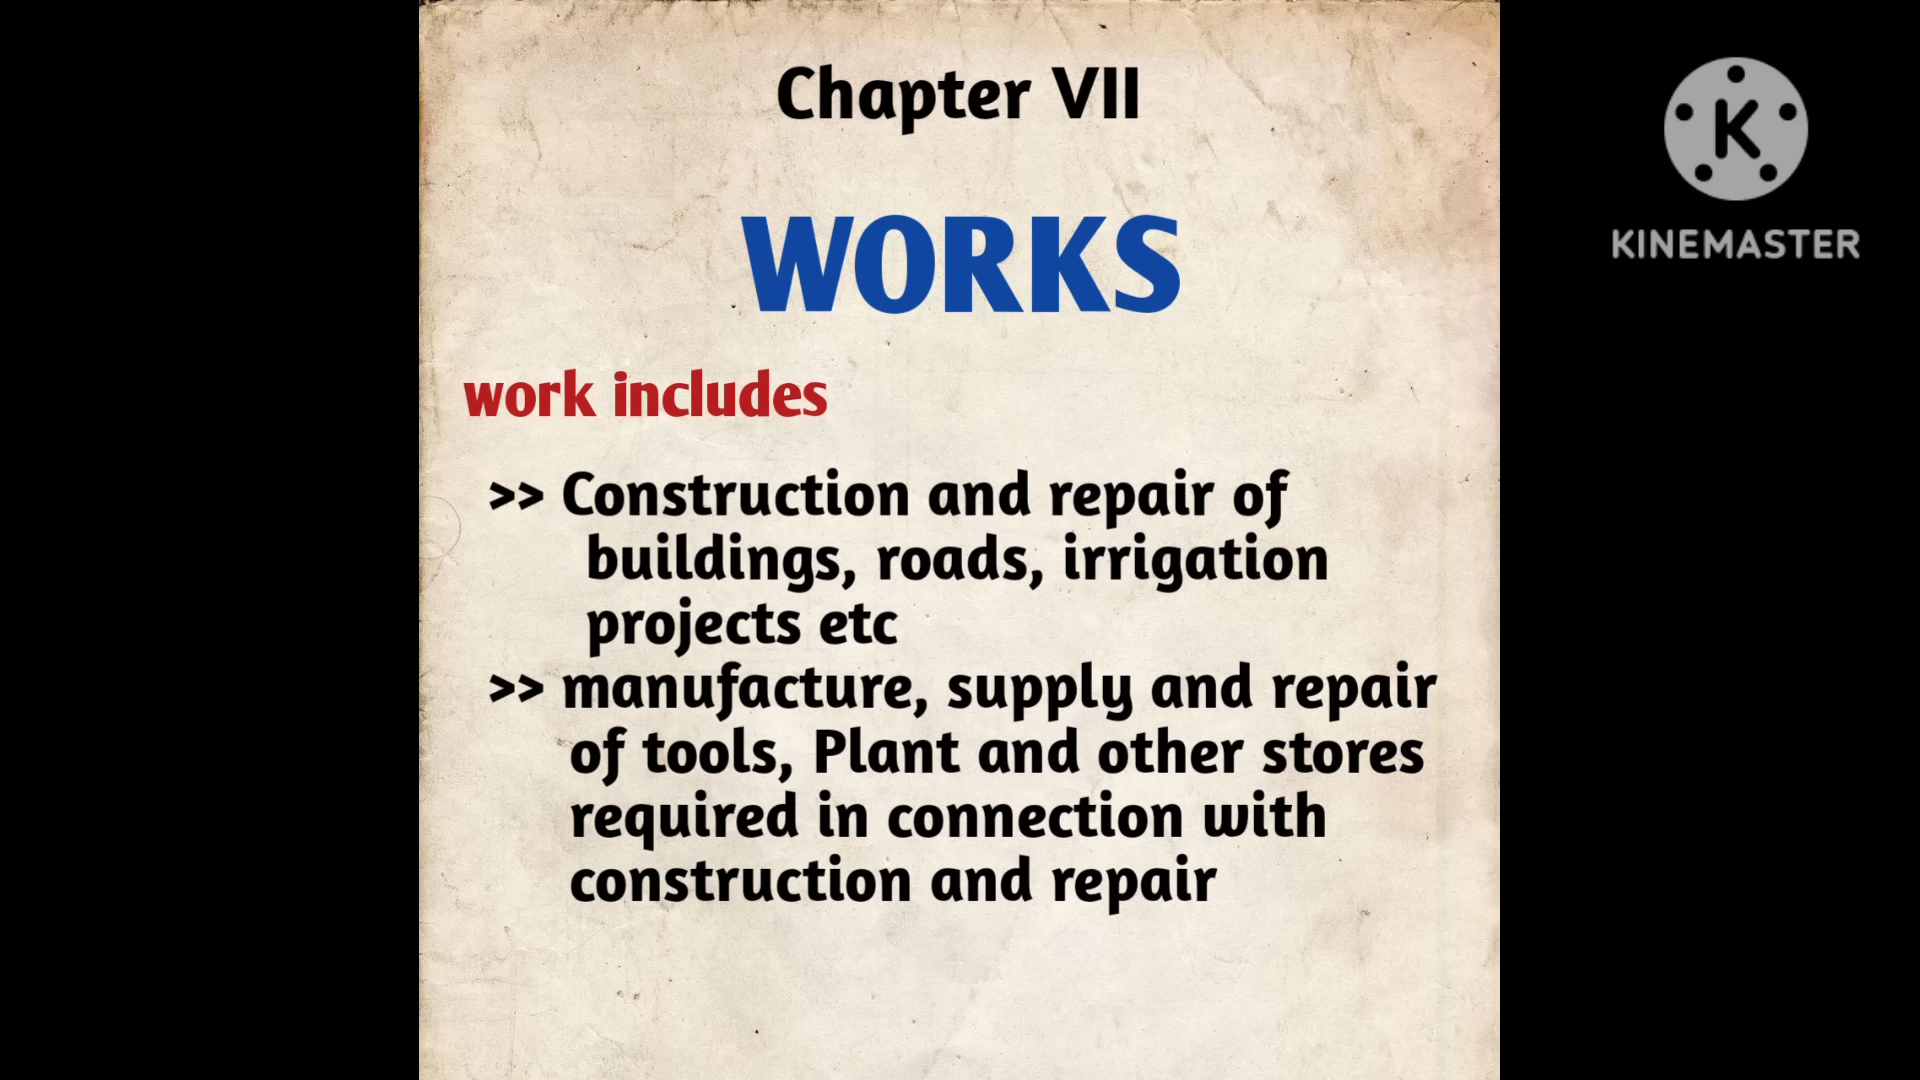 Chapter VII
WORKS
work includes
>> Construction and repair of
buildings, roads, irrigation
projects etc
>> manufacture, supply and repair
of tools, Plant and other stores
required in connection with
construction and repair
K
KINEMASTER